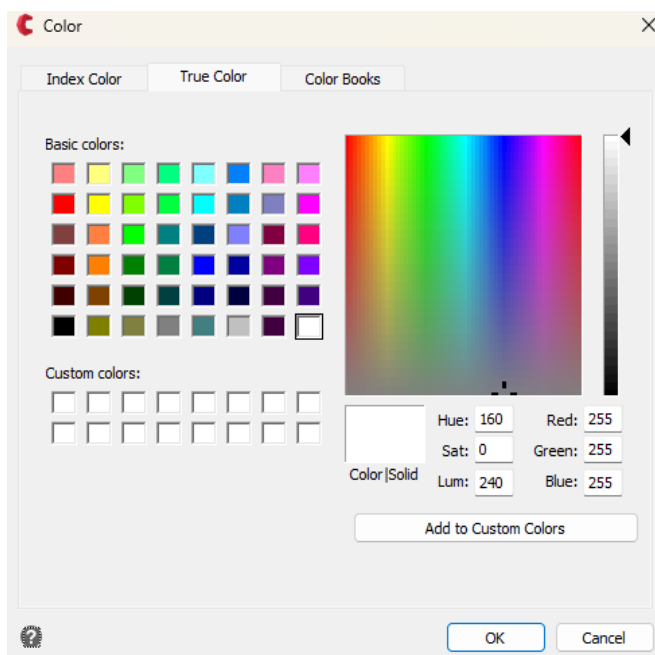 Color
Index Color True Color Color Books
Basic colors:
Custom colors:
Color|Solid
Hue: 160 Red: 255
Sat: 0 Green: 255
Lum: 240 Blue: 255
Add to Custom Colors
OK Cancel